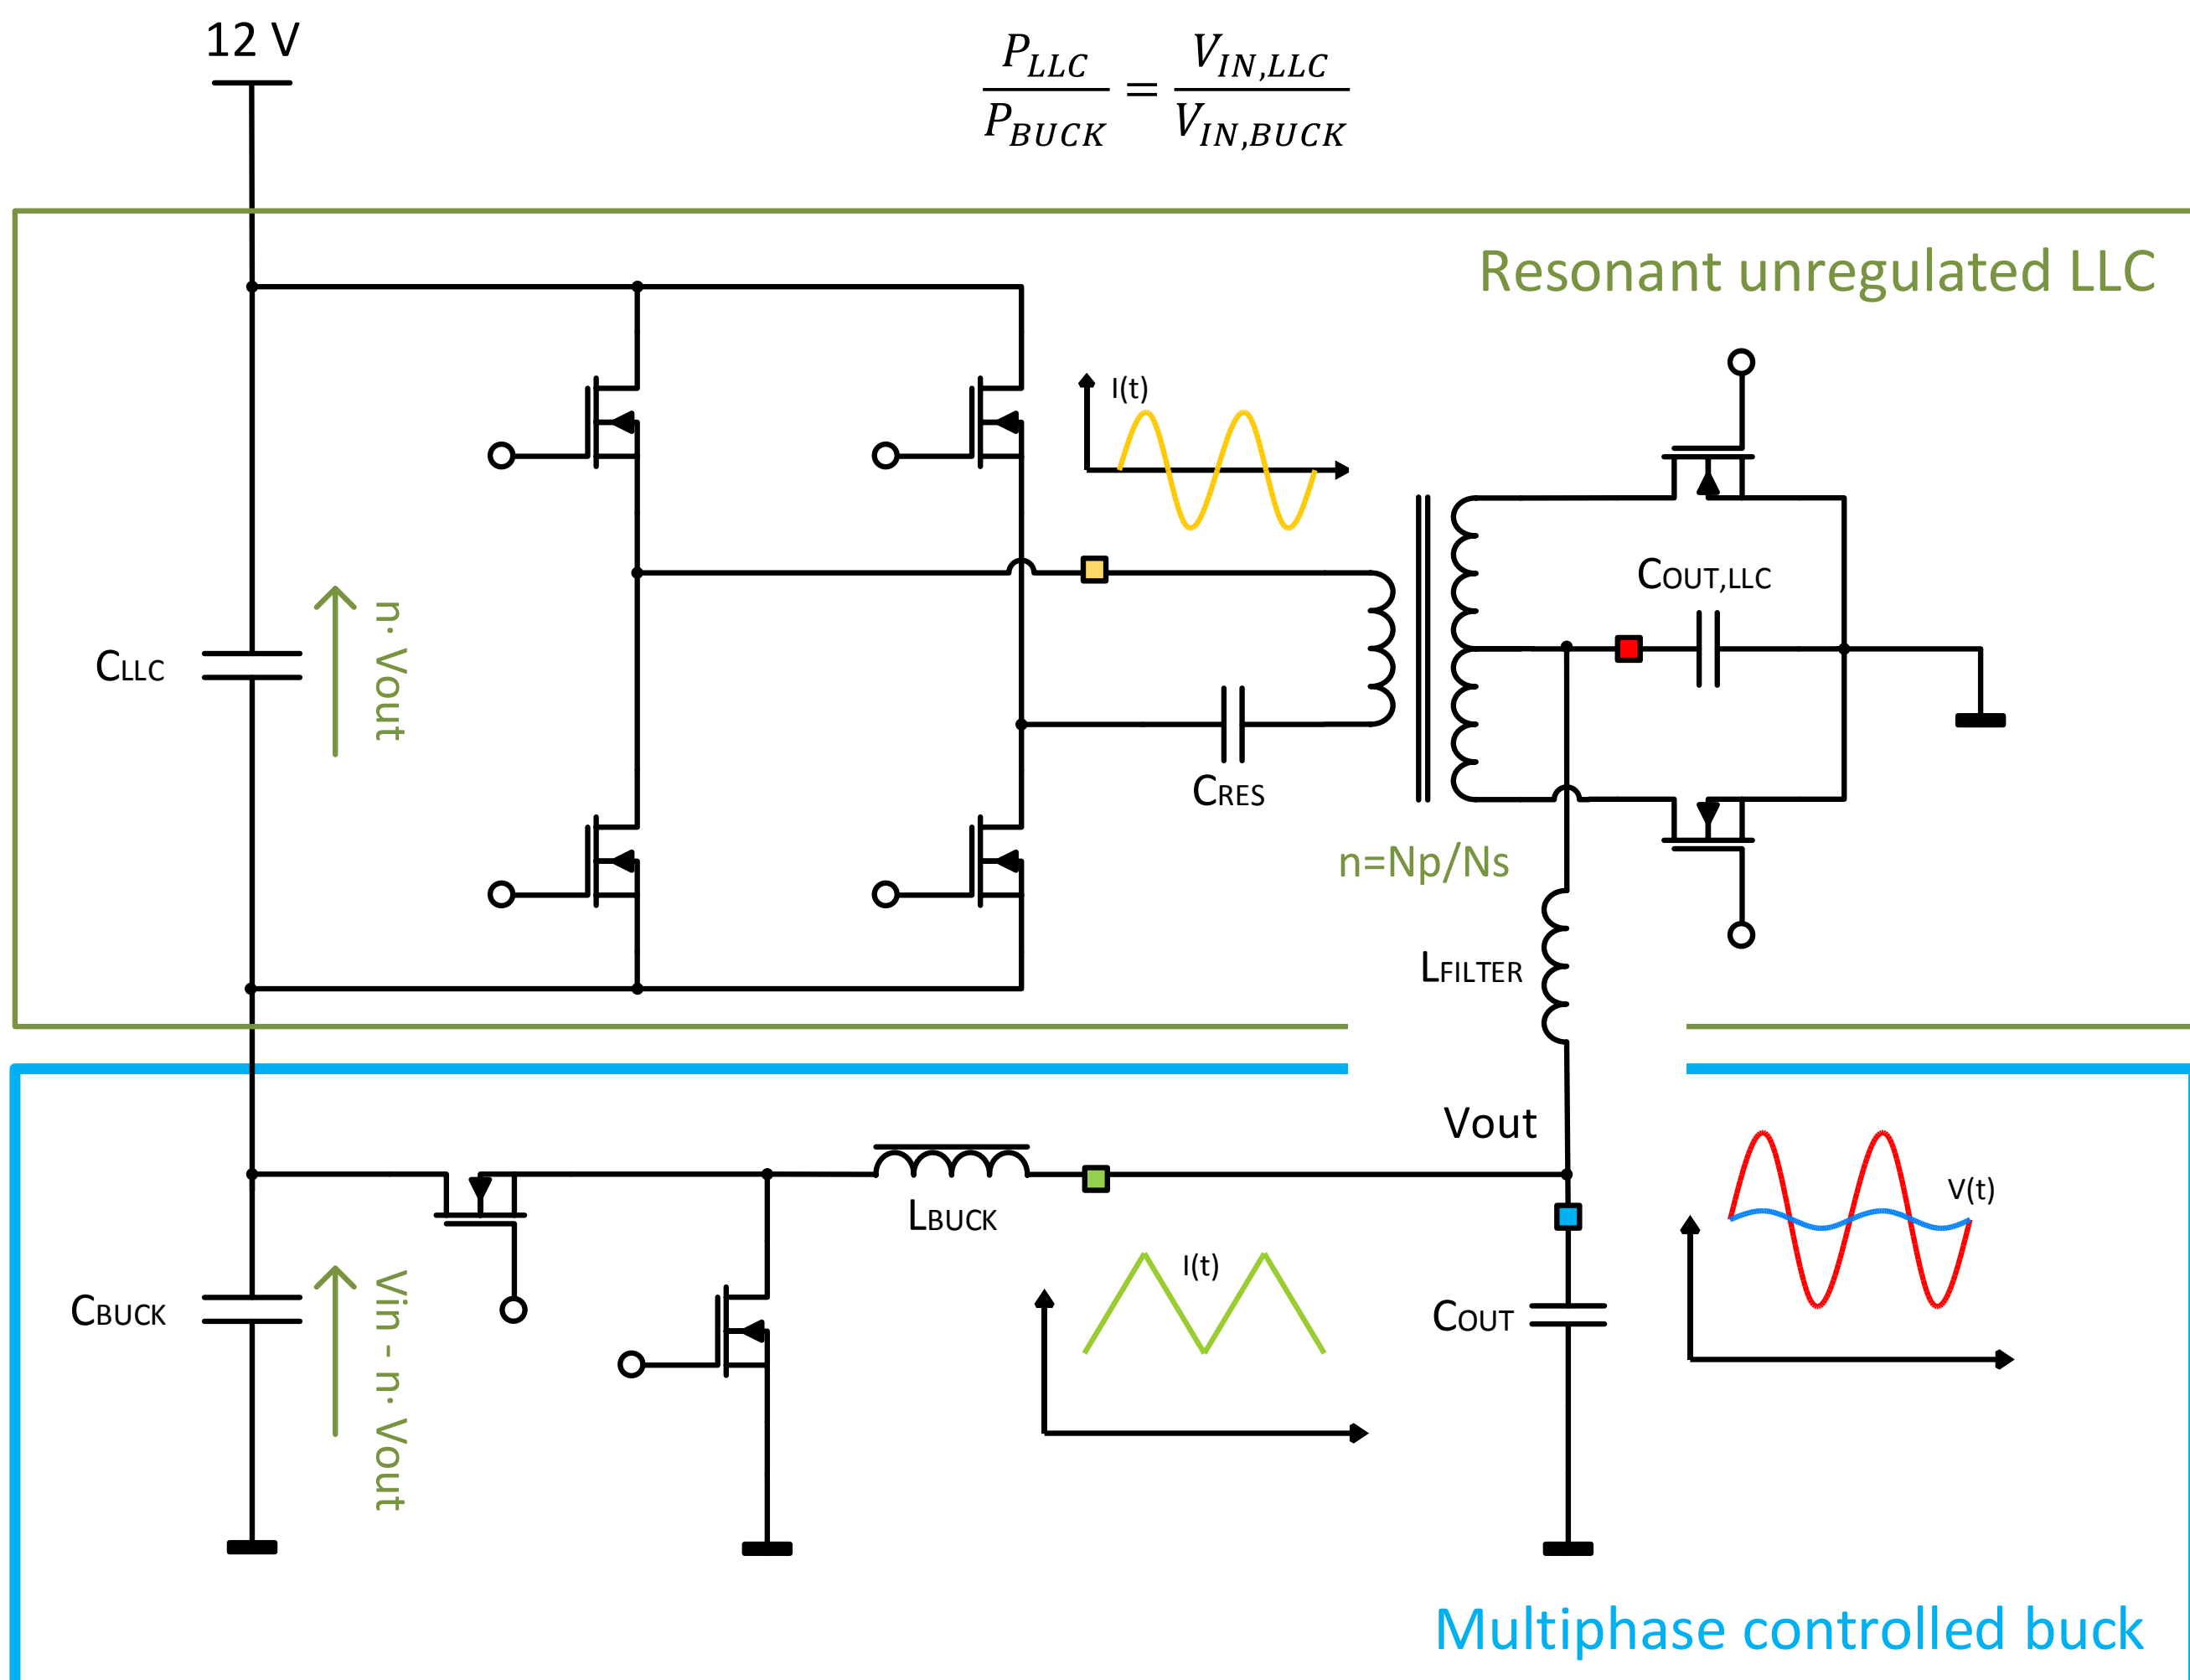 12 V
P_LLC / P_BUCK = V_IN,LLC / V_IN,BUCK
Resonant unregulated LLC
I(t)
COUT,LLC
n· Vout
CLLC
CRES
n=Np/Ns
LFILTER
Vout
V(t)
LBUCK
I(t)
Vin - n· Vout
CBUCK
COUT
Multiphase controlled buck